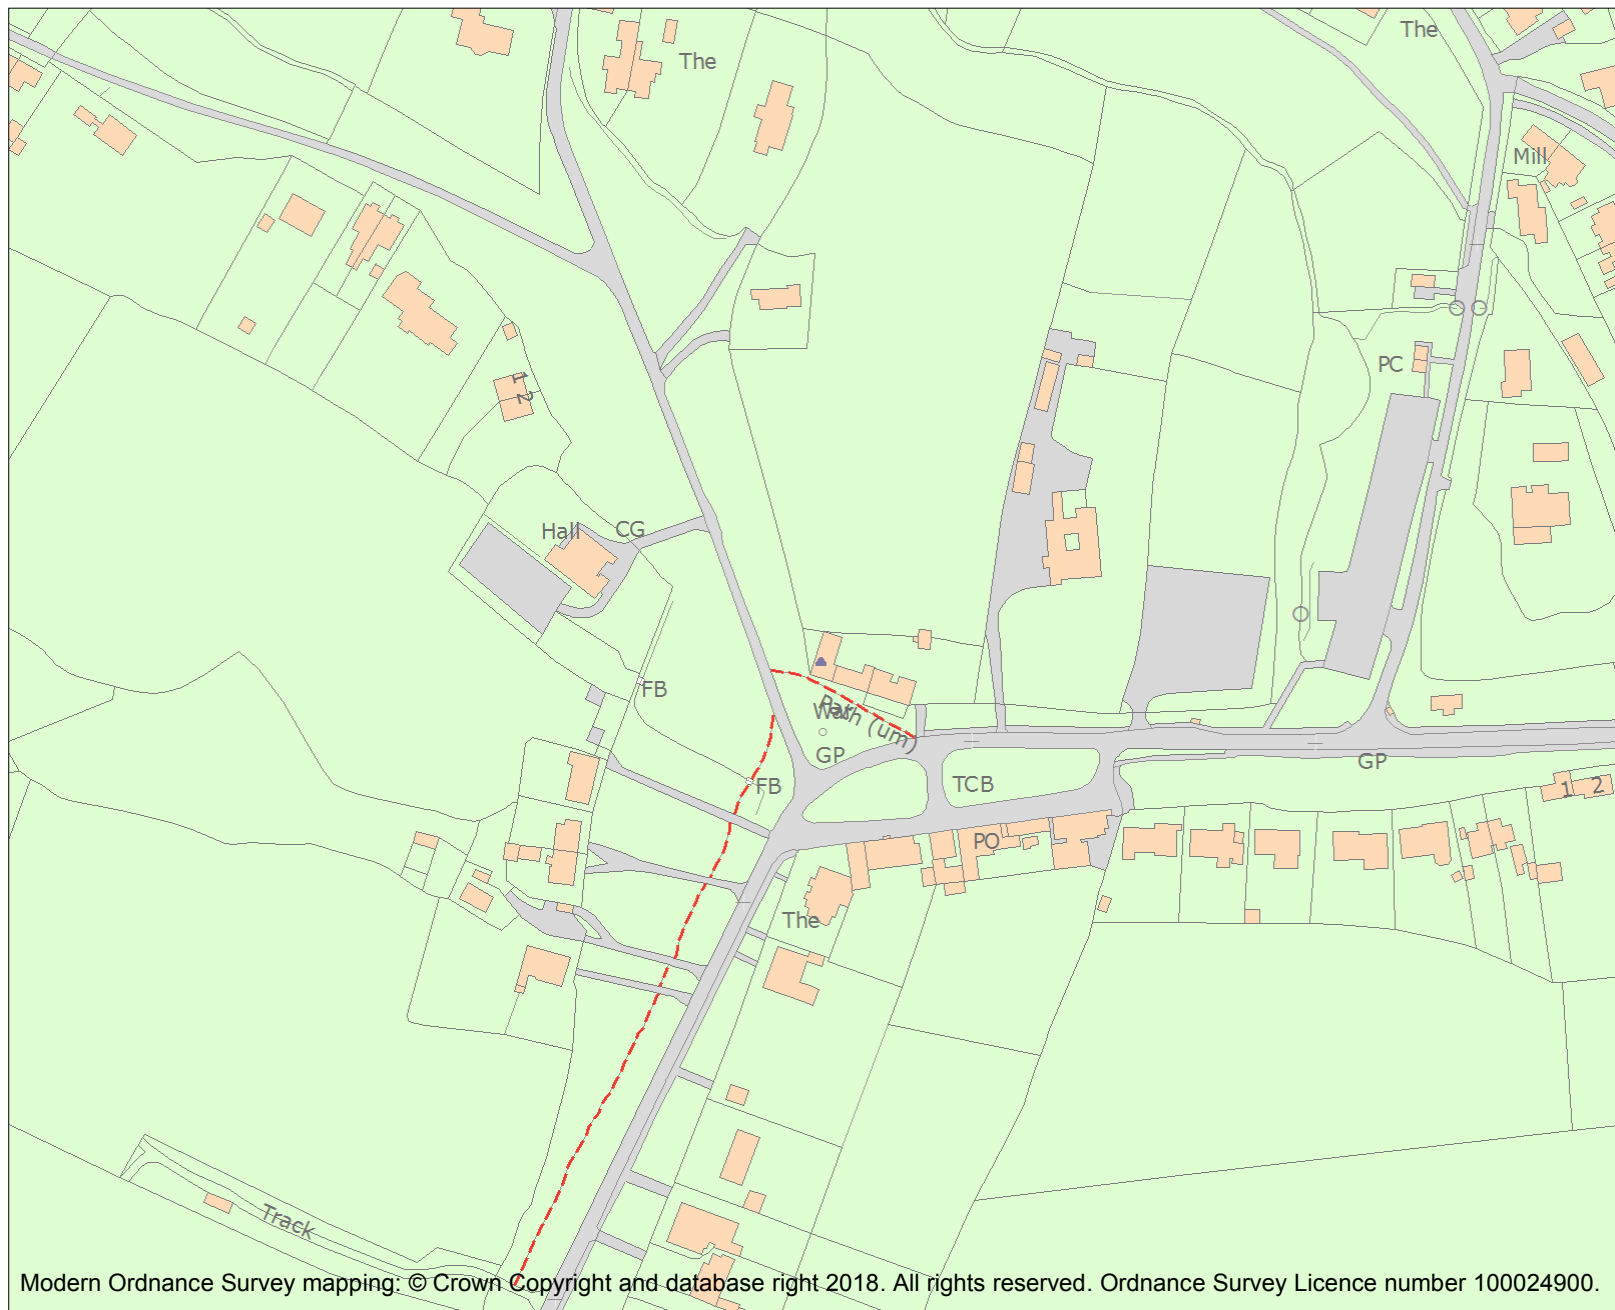 The
The
Mill
PC
1 2
Hall
CG
FB
Path (um)
GP
FB
TCB
GP
1 2
PO
The
Track
Modern Ordnance Survey mapping: © Crown Copyright and database right 2018. All rights reserved. Ordnance Survey Licence number 100024900.